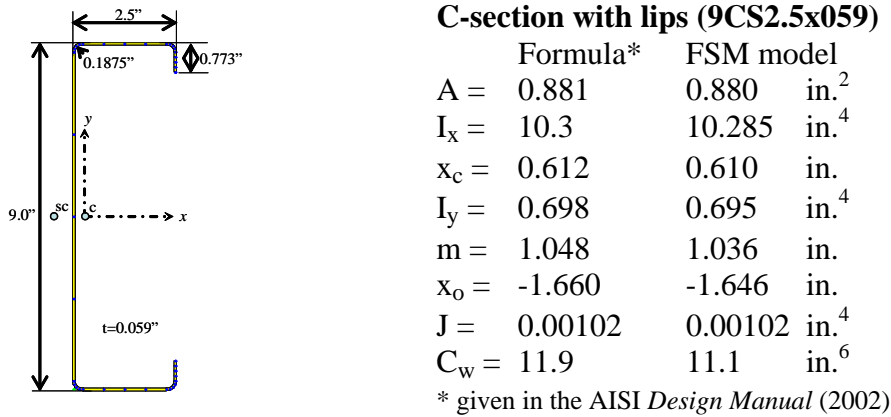 2.5”
0.1875”
0.773”
y
9.0”
sc
c
x
t=0.059”
C-section with lips (9CS2.5x059)
Formula* FSM model
A = 0.881 0.880 in.²
Iₓ = 10.3 10.285 in.⁴
x_c = 0.612 0.610 in.
I_y = 0.698 0.695 in.⁴
m = 1.048 1.036 in.
xₒ = -1.660 -1.646 in.
J = 0.00102 0.00102 in.⁴
C_w = 11.9 11.1 in.⁶
* given in the AISI Design Manual (2002)